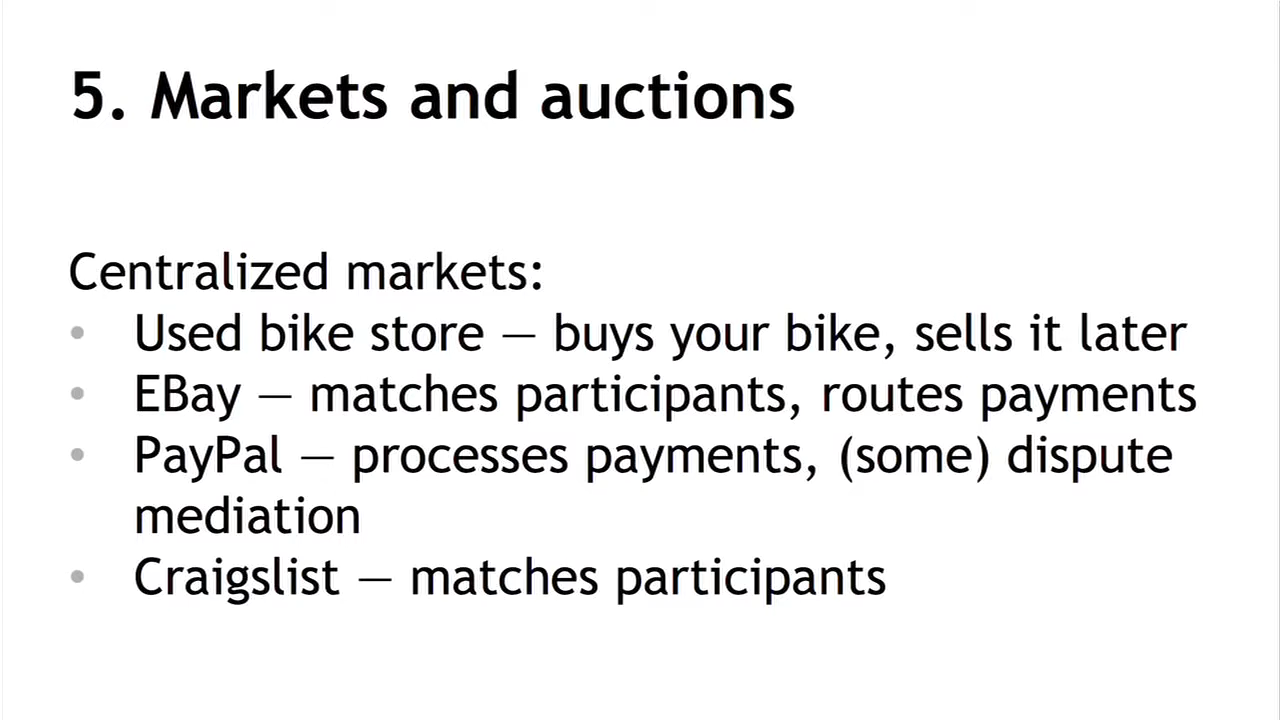 5. Markets and auctions
Centralized markets:
• Used bike store — buys your bike, sells it later
• EBay — matches participants, routes payments
• PayPal — processes payments, (some) dispute
mediation
• Craigslist — matches participants